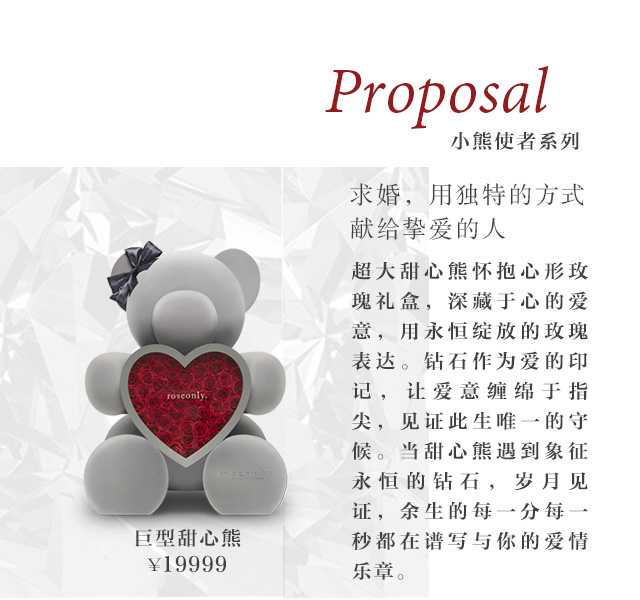 Proposal
小熊使者系列
求婚，用独特的方式
献给挚爱的人
超大甜心熊怀抱心形玫
瑰礼盒，深藏于心的爱
意，用永恒绽放的玫瑰
表达。钻石作为爱的印
记，让爱意缠绵于指
尖，见证此生唯一的守
候。当甜心熊遇到象征
永恒的钻石，岁月见
证，余生的每一分每一
秒都在谱写与你的爱情
乐章。
roseonly.
roseonly
巨型甜心熊
¥19999